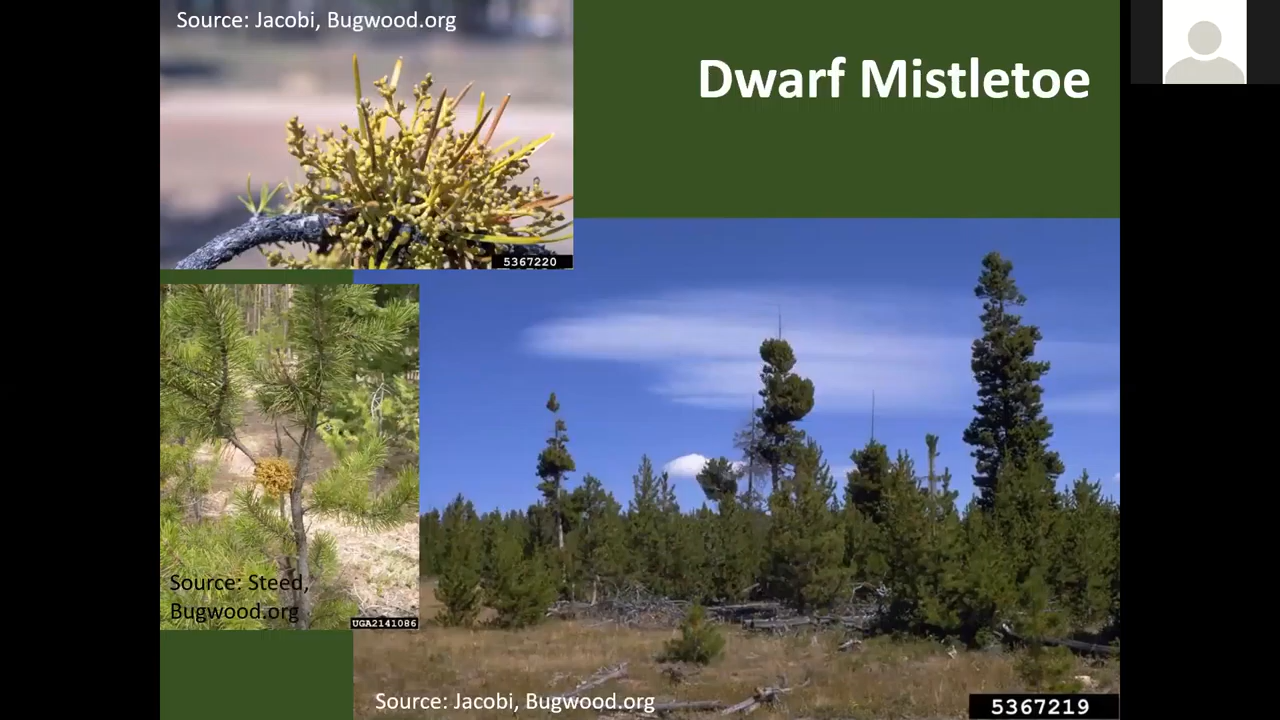 Source: Jacobi, Bugwood.org
Dwarf Mistletoe
5367220
Source: Steed,
Bugwood.org
UGA2141086
Source: Jacobi, Bugwood.org
5367219